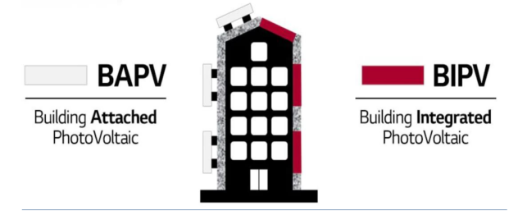 BAPV
Building Attached
PhotoVoltaic
BIPV
Building Integrated
PhotoVoltaic